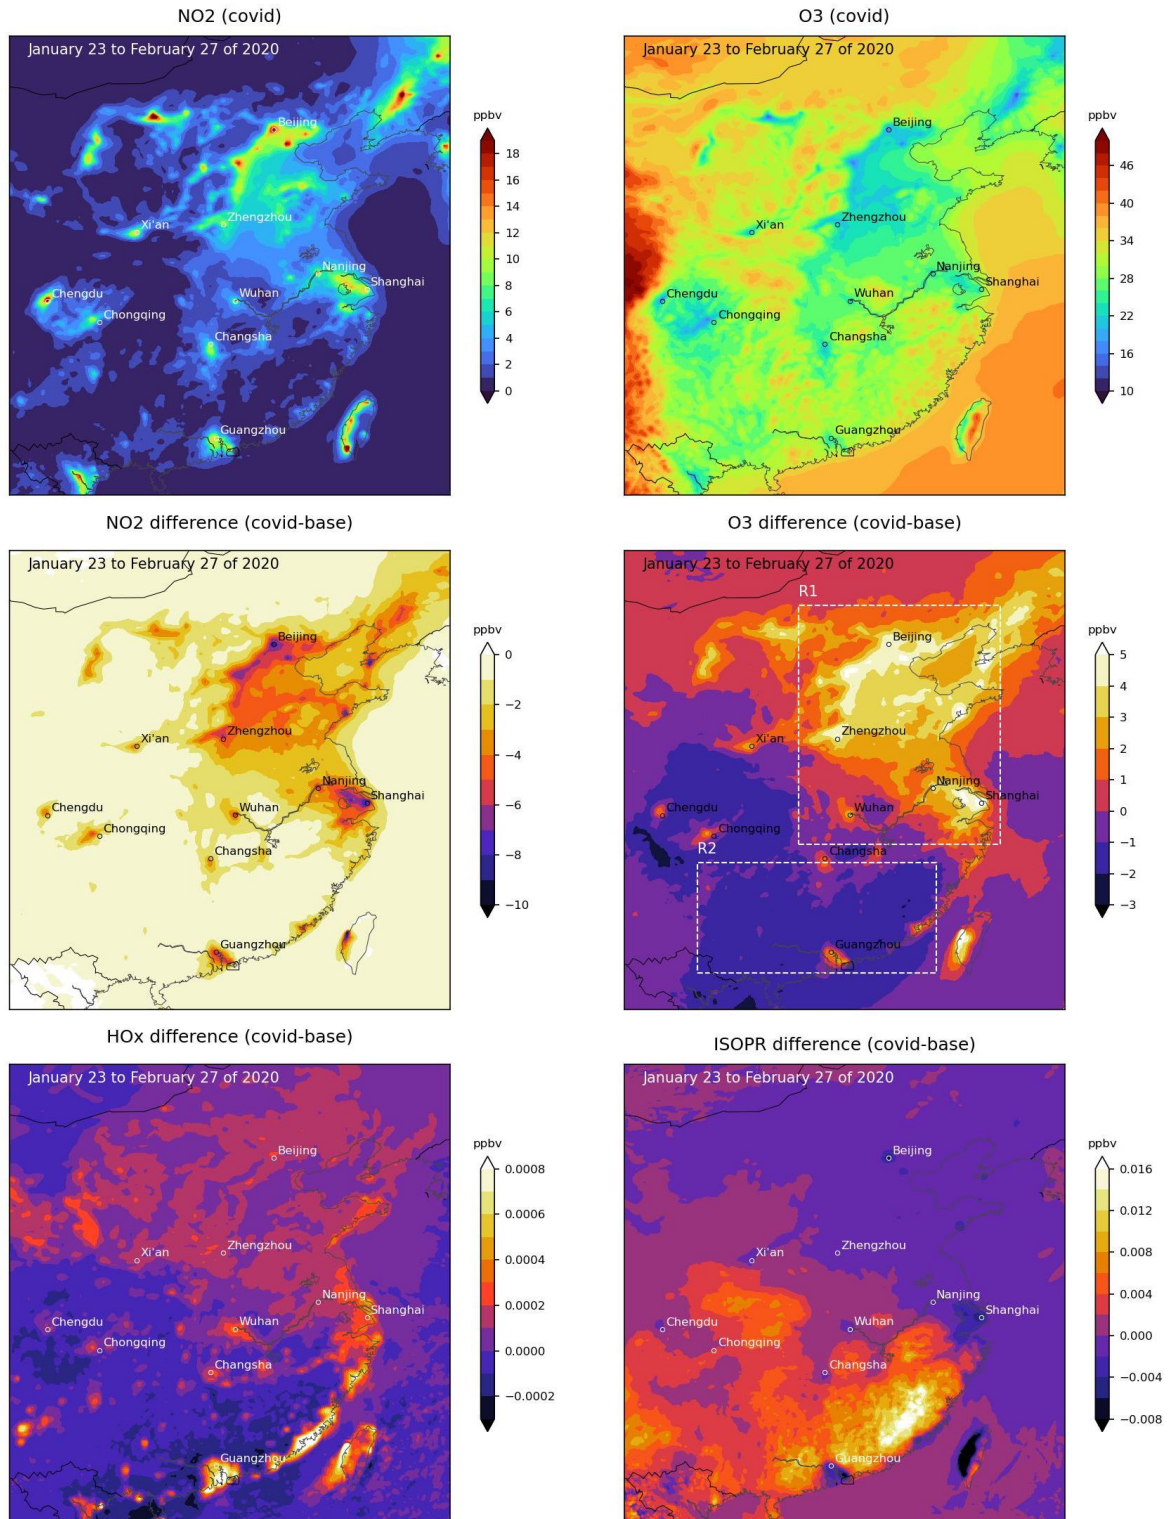 NO2 (covid)
January 23 to February 27 of 2020
Beijing
Xi'an
Zhengzhou
Nanjing
Shanghai
Chengdu
Wuhan
Chongqing
Changsha
Guangzhou
ppbv
18
16
14
12
10
8
6
4
2
0
O3 (covid)
January 23 to February 27 of 2020
Beijing
Xi'an
Zhengzhou
Nanjing
Shanghai
Chengdu
Wuhan
Chongqing
Changsha
Guangzhou
ppbv
46
40
34
28
22
16
10
NO2 difference (covid-base)
January 23 to February 27 of 2020
Beijing
Zhengzhou
Xi'an
Nanjing
Shanghai
Chengdu
Wuhan
Chongqing
Changsha
Guangzhou
ppbv
0
−2
−4
−6
−8
−10
O3 difference (covid-base)
January 23 to February 27 of 2020
R1
Beijing
Zhengzhou
Xi'an
Nanjing
Shanghai
Chengdu
Wuhan
Chongqing
Changsha
R2
Guangzhou
ppbv
5
4
3
2
1
0
−1
−2
−3
HOx difference (covid-base)
January 23 to February 27 of 2020
Beijing
Zhengzhou
Xi'an
Nanjing
Shanghai
Chengdu
Wuhan
Chongqing
Changsha
Guangzhou
ppbv
0.0008
0.0006
0.0004
0.0002
0.0000
−0.0002
ISOPR difference (covid-base)
January 23 to February 27 of 2020
Beijing
Zhengzhou
Xi'an
Nanjing
Shanghai
Chengdu
Wuhan
Chongqing
Changsha
Guangzhou
ppbv
0.016
0.012
0.008
0.004
0.000
−0.004
−0.008